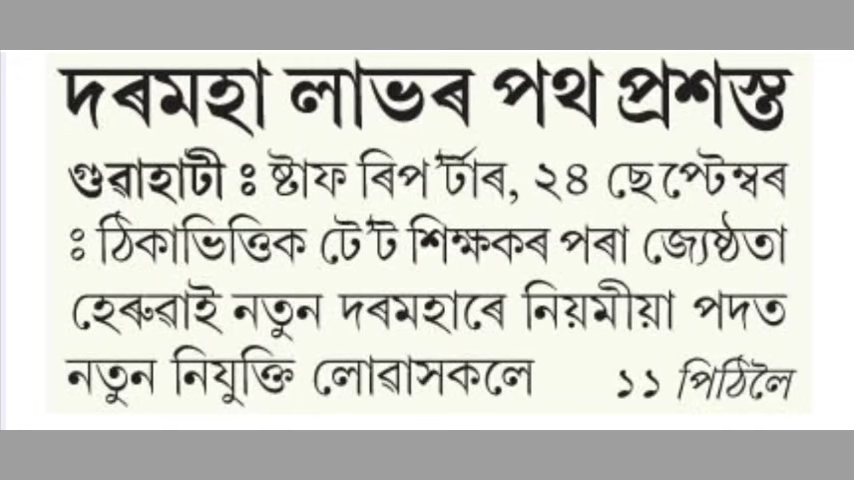 দৰমহা লাভৰ পথ প্ৰশস্ত
গুৱাহাটী ঃ ষ্টাফ ৰিপ'ৰ্টাৰ, ২৪ ছেপ্টেম্বৰ
ঃ ঠিকাভিত্তিক টে'ট শিক্ষকৰ পৰা জ্যেষ্ঠতা
হেৰুৱাই নতুন দৰমহাৰে নিয়মীয়া পদত
নতুন নিযুক্তি লোৱাসকলে ১১ পিঠিলৈ